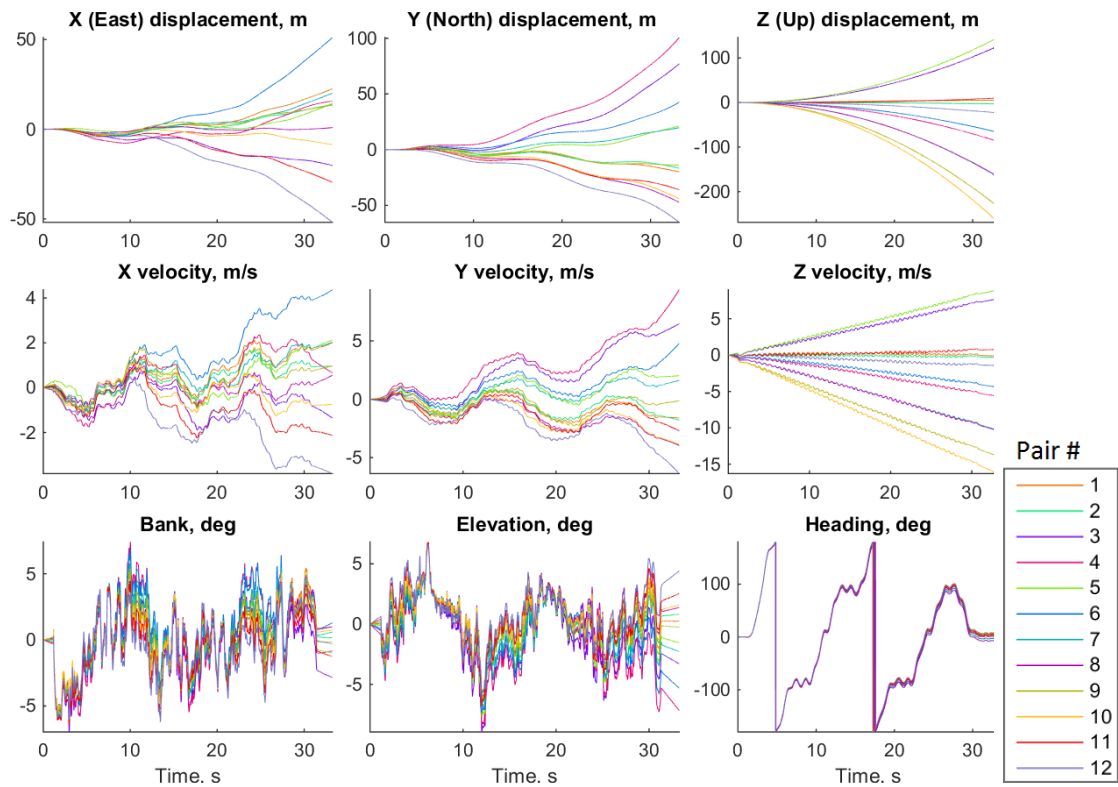 X (East) displacement, m Y (North) displacement, m Z (Up) displacement, m
50 0 -50
100 50 0 -50
100 0 -100 -200
0 10 20 30 0 10 20 30 0 10 20 30
X velocity, m/s Y velocity, m/s Z velocity, m/s
4 2 0 -2
5 0 -5
5 0 -5 -10 -15
0 10 20 30 0 10 20 30 0 10 20 30
Bank, deg Elevation, deg Heading, deg
5 0 -5
5 0 -5
100 0 -100
0 10 20 30 0 10 20 30 0 10 20 30
Time. s Time. s Time. s
Pair #
1
2
3
4
5
6
7
8
9
10
11
12